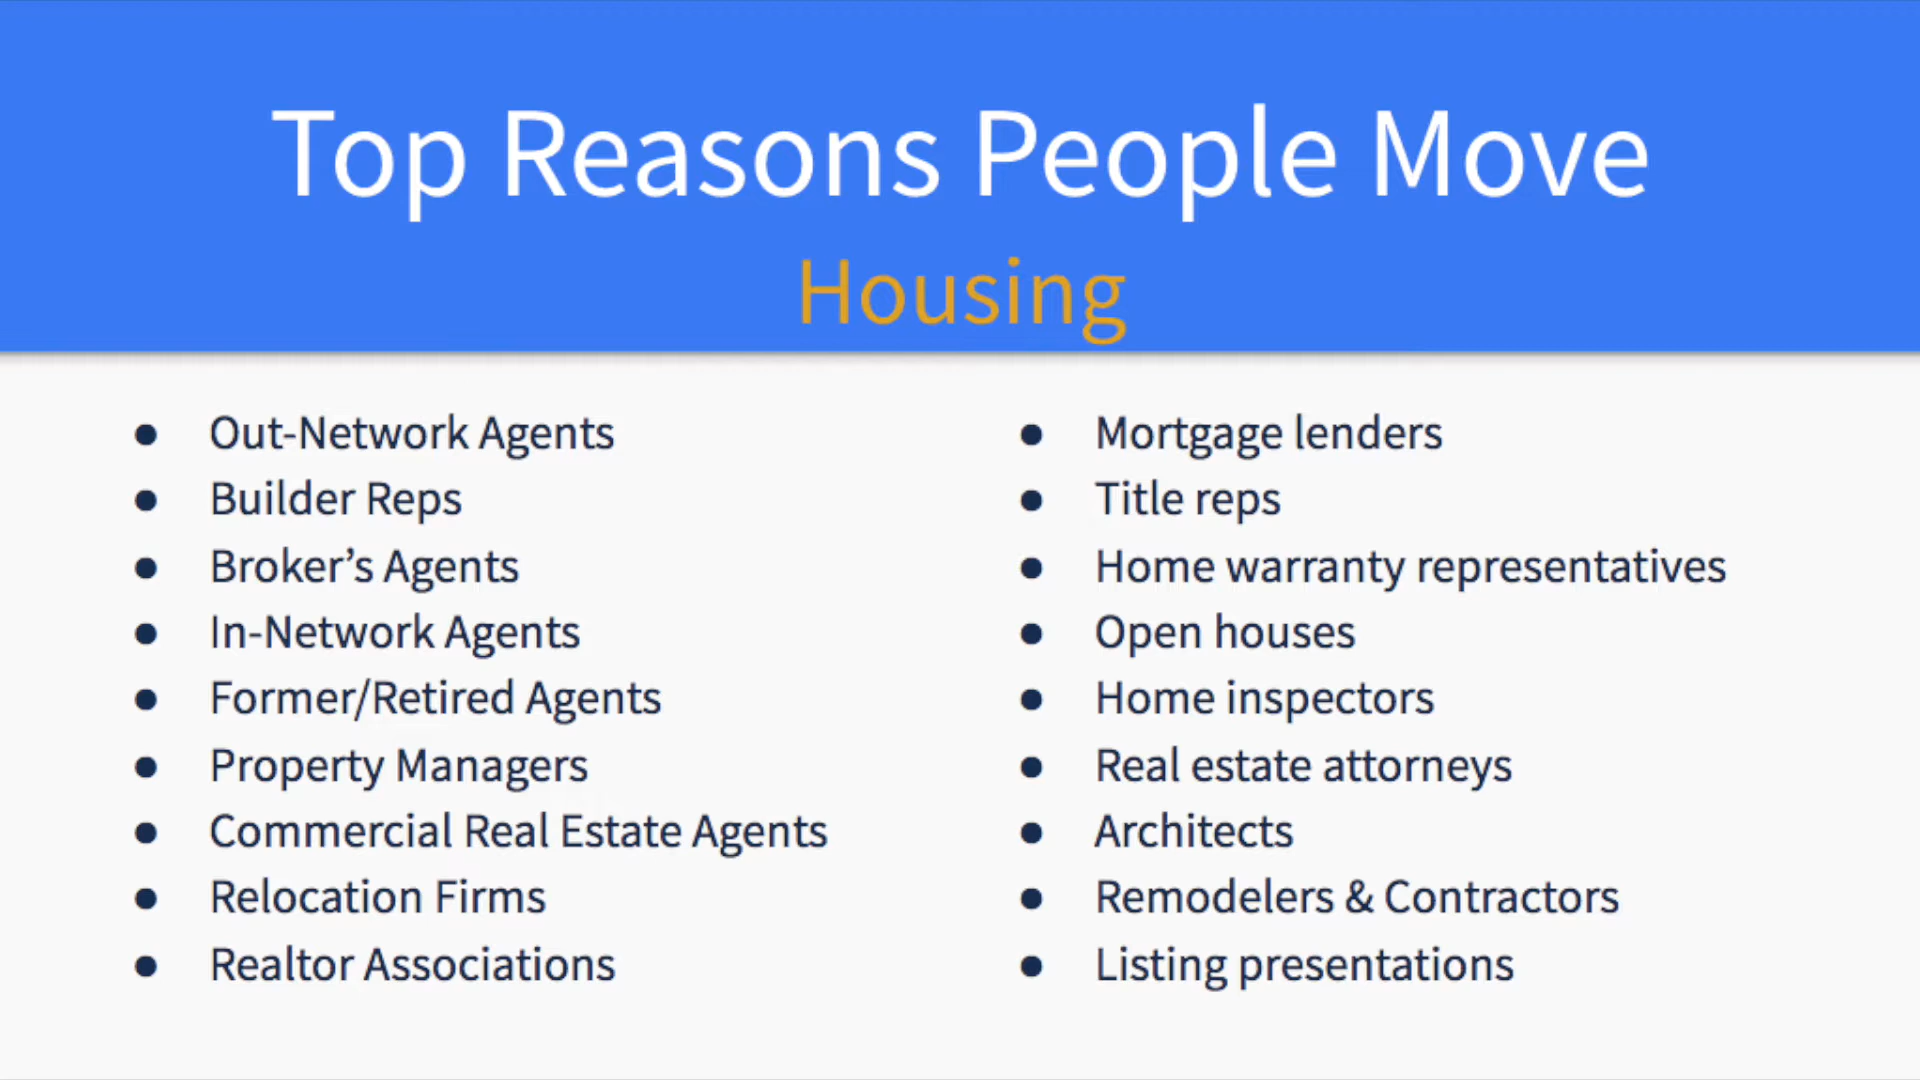 Top Reasons People Move
Housing
● Out-Network Agents
● Builder Reps
● Broker’s Agents
● In-Network Agents
● Former/Retired Agents
● Property Managers
● Commercial Real Estate Agents
● Relocation Firms
● Realtor Associations
● Mortgage lenders
● Title reps
● Home warranty representatives
● Open houses
● Home inspectors
● Real estate attorneys
● Architects
● Remodelers & Contractors
● Listing presentations